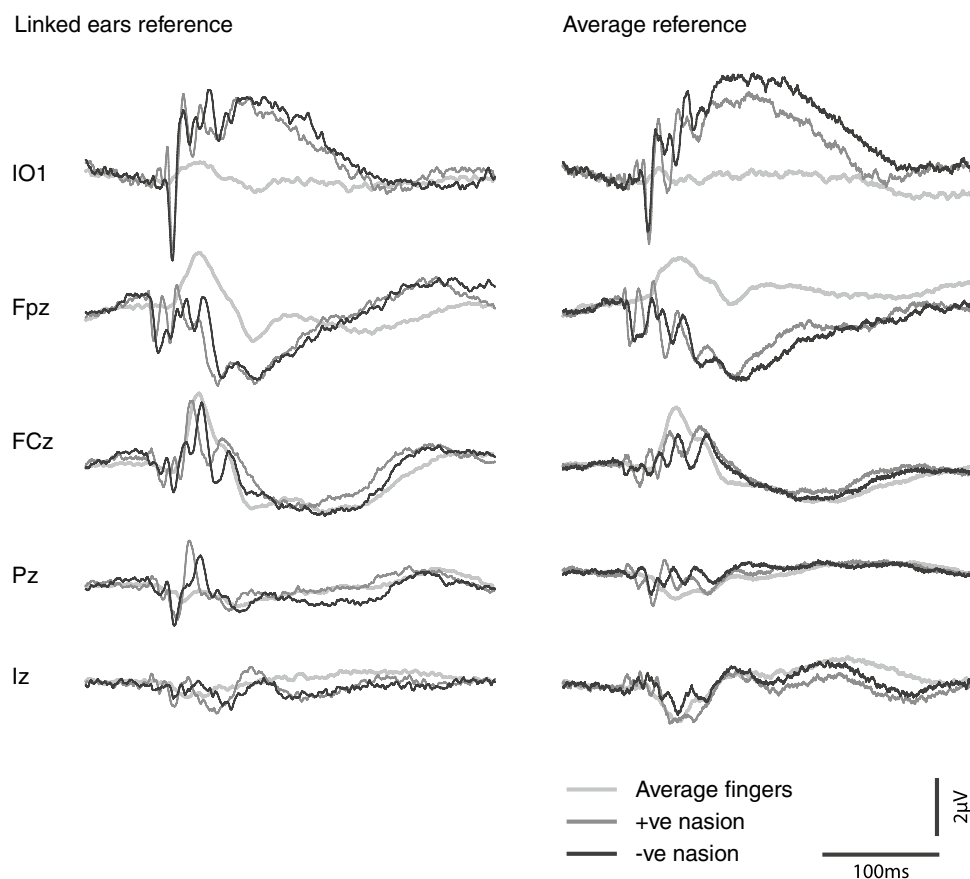 Linked ears reference
Average reference
IO1
Fpz
FCz
Pz
Iz
Average fingers
+ve nasion
-ve nasion
2µV
100ms